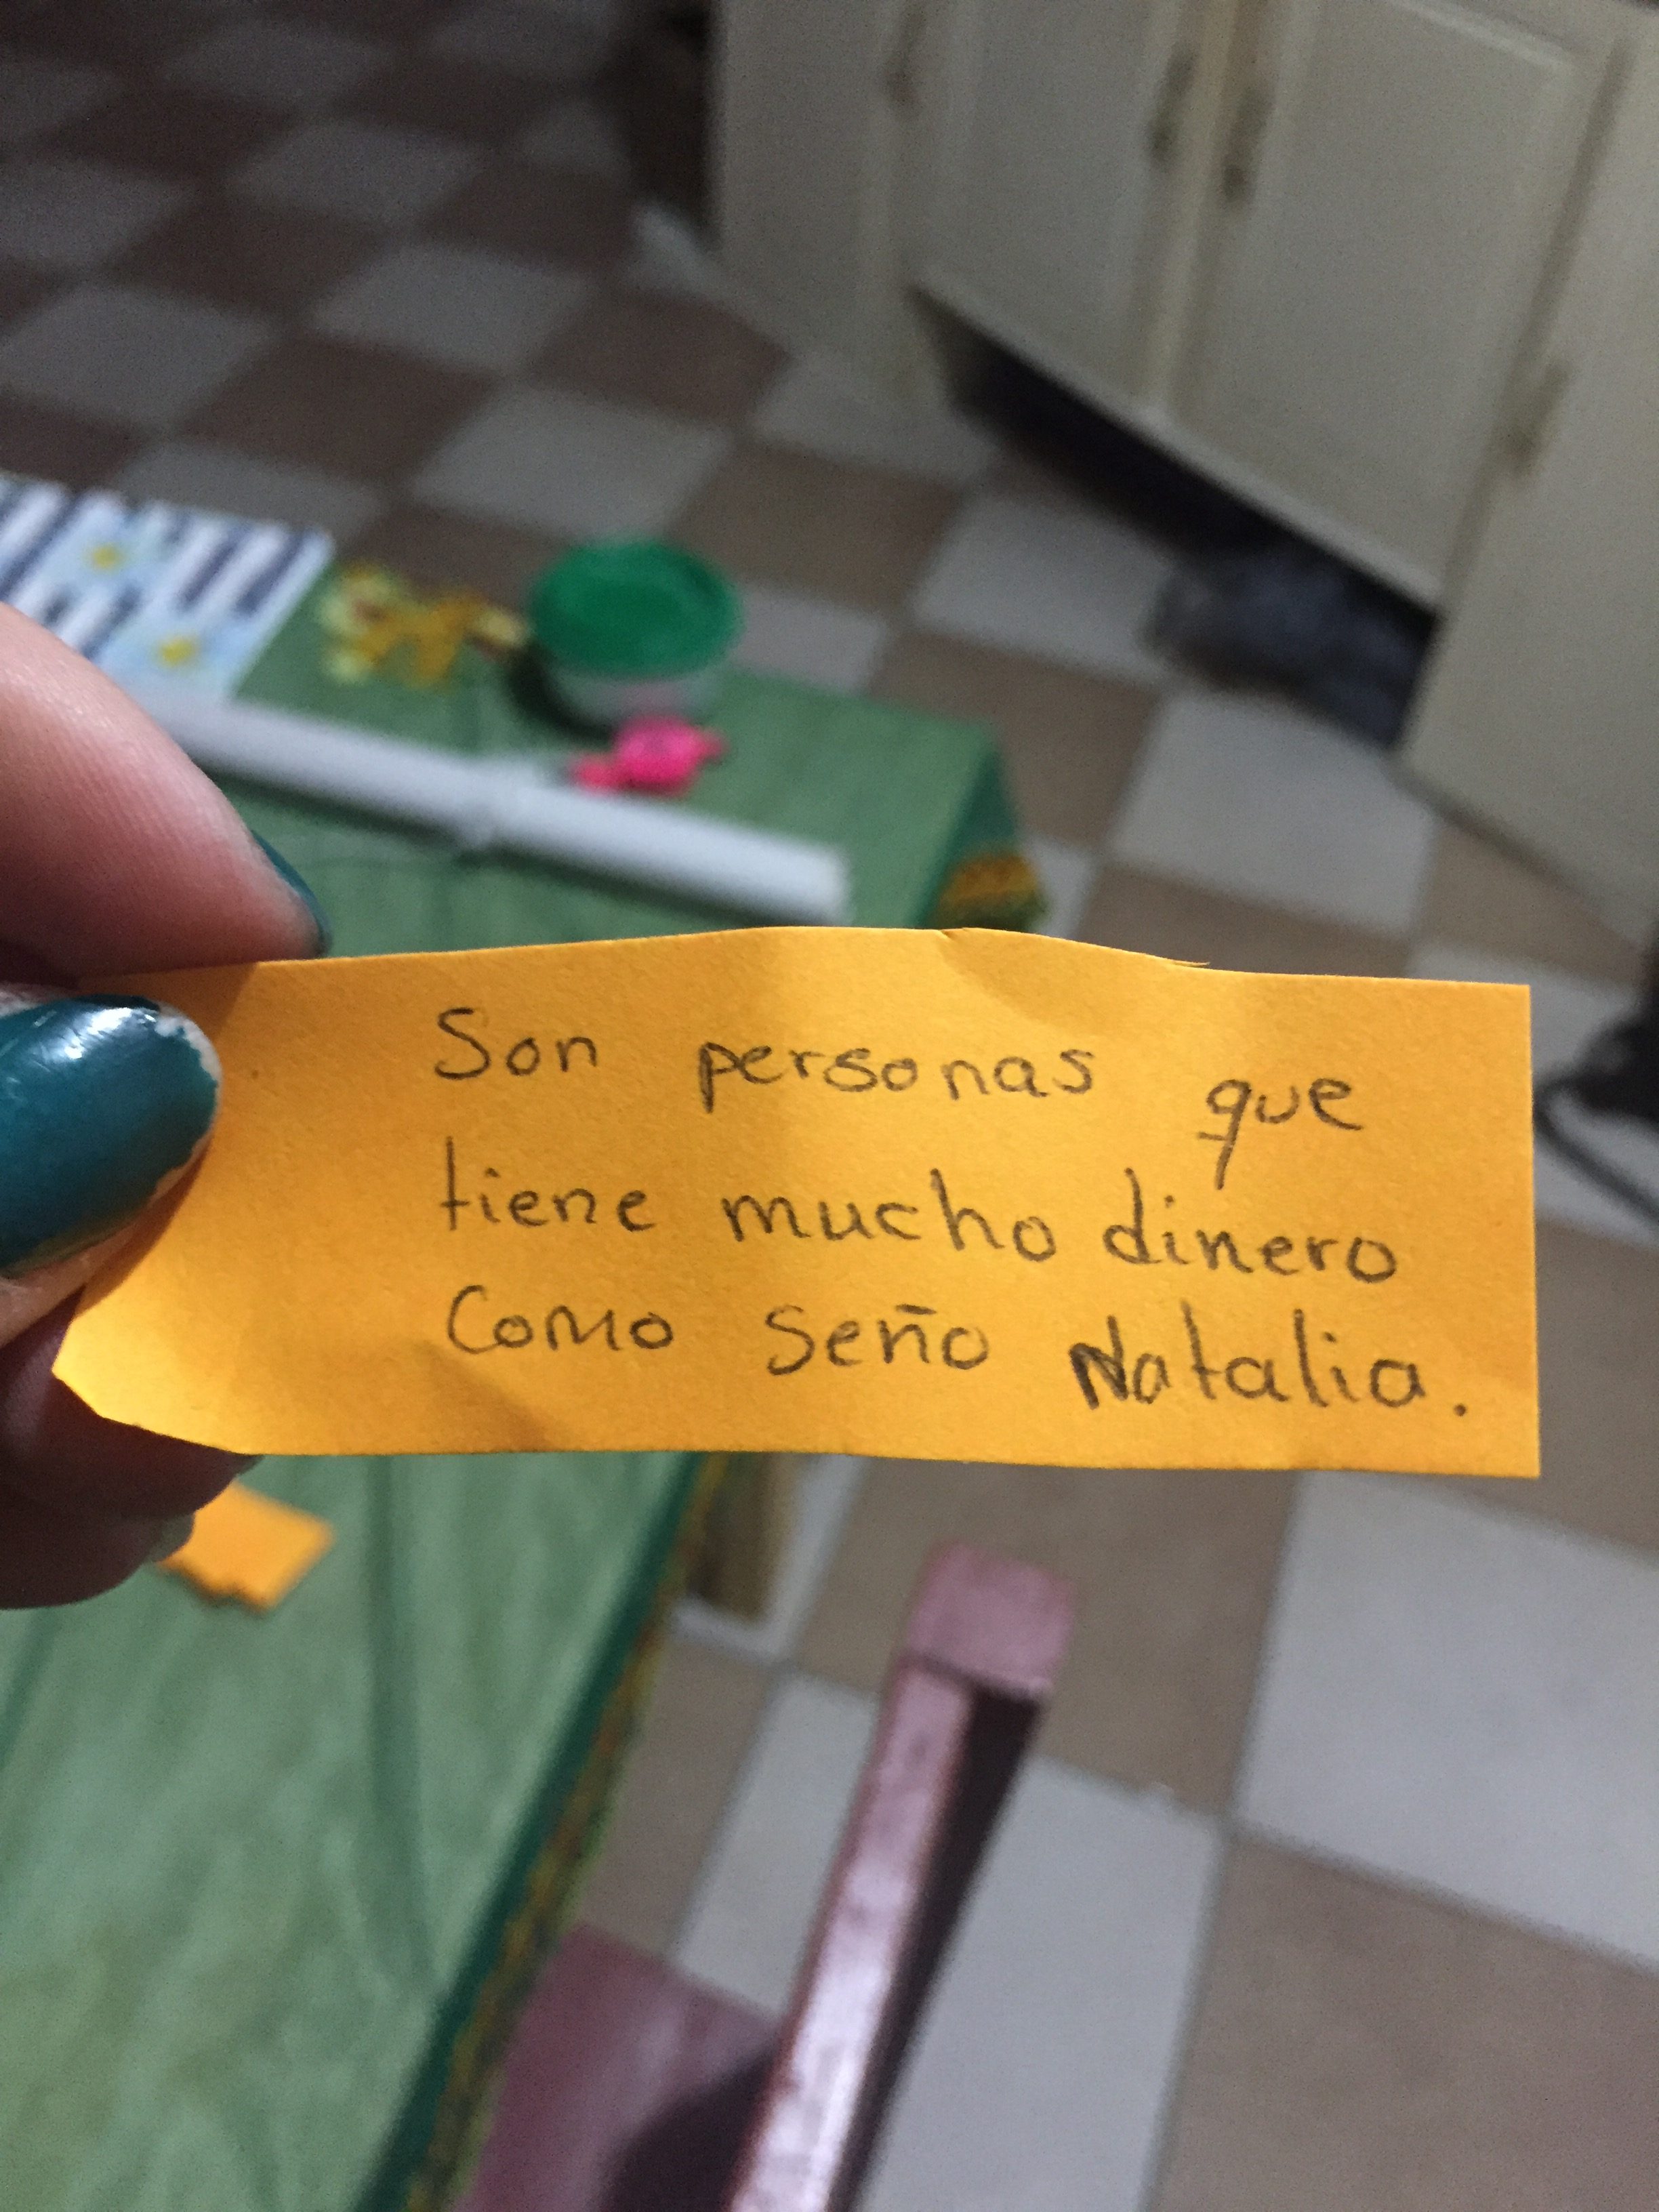 Son personas que
tiene mucho dinero
Como Seño Natalia.